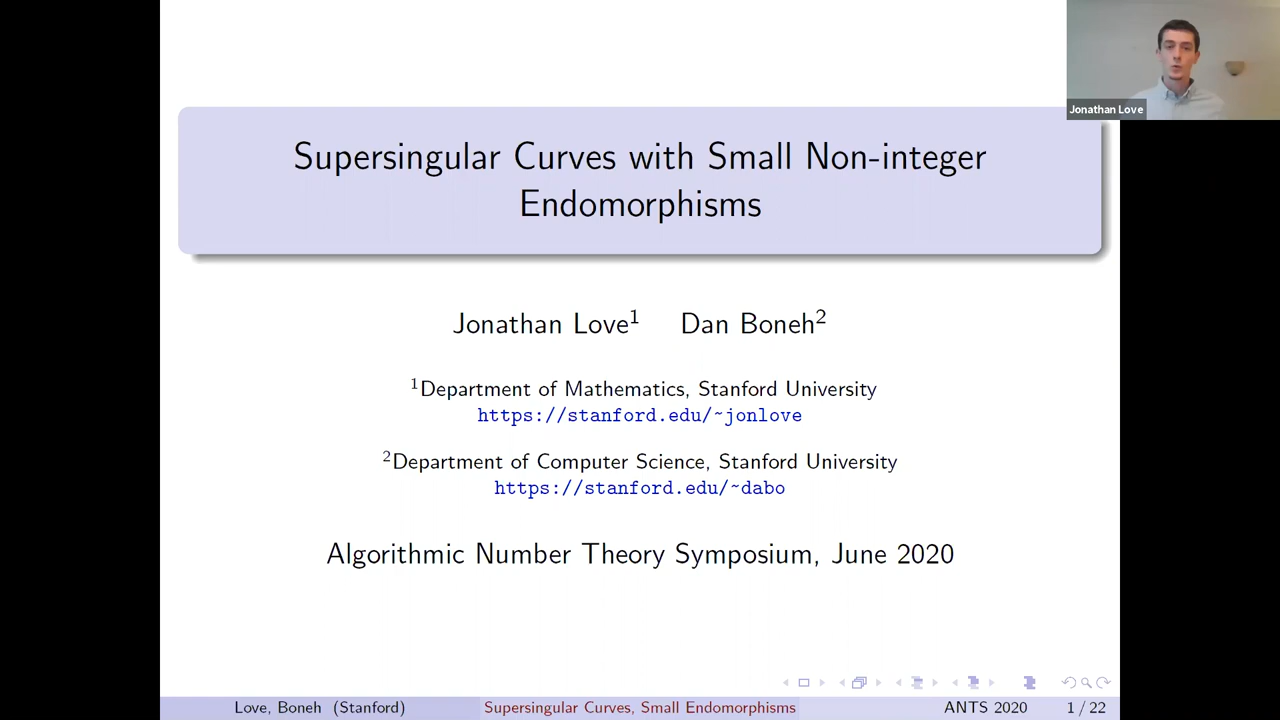 Jonathan Love
Supersingular Curves with Small Non-integer
Endomorphisms
Jonathan Love¹ Dan Boneh²
¹Department of Mathematics, Stanford University
https://stanford.edu/~jonlove
²Department of Computer Science, Stanford University
https://stanford.edu/~dabo
Algorithmic Number Theory Symposium, June 2020
Love, Boneh (Stanford) Supersingular Curves, Small Endomorphisms ANTS 2020 1 / 22